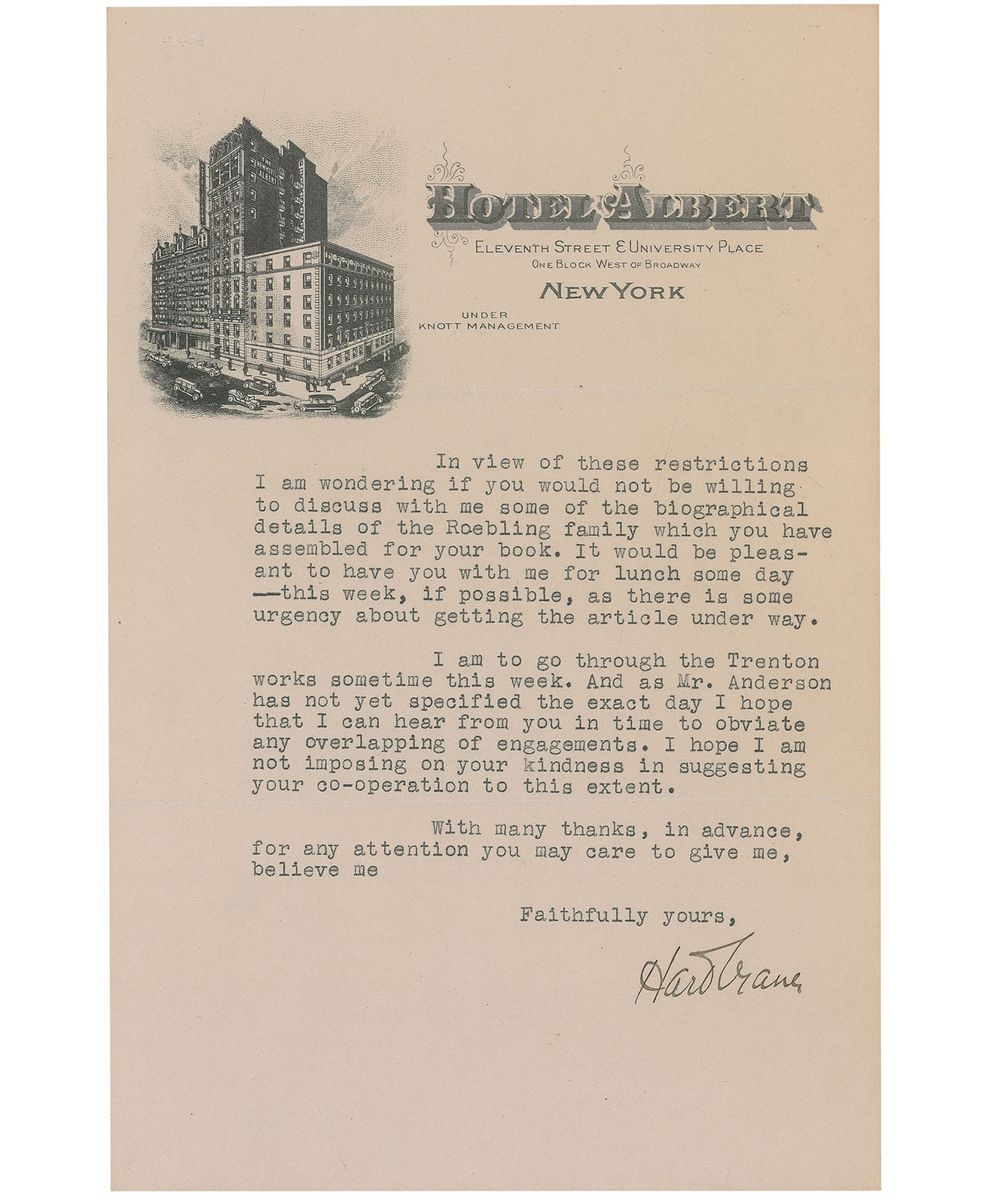 HOTEL ALBERT
ELEVENTH STREET & UNIVERSITY PLACE
ONE BLOCK WEST OF BROADWAY
NEW YORK
UNDER
KNOTT MANAGEMENT
In view of these restrictions
I am wondering if you would not be willing
to discuss with me some of the biographical
details of the Roebling family which you have
assembled for your book. It would be pleas-
ant to have you with me for lunch some day
—this week, if possible, as there is some
urgency about getting the article under way.
I am to go through the Trenton
works sometime this week. And as Mr. Anderson
has not yet specified the exact day I hope
that I can hear from you in time to obviate
any overlapping of engagements. I hope I am
not imposing on your kindness in suggesting
your co-operation to this extent.
With many thanks, in advance,
for any attention you may care to give me,
believe me
Faithfully yours,
Hart Crane